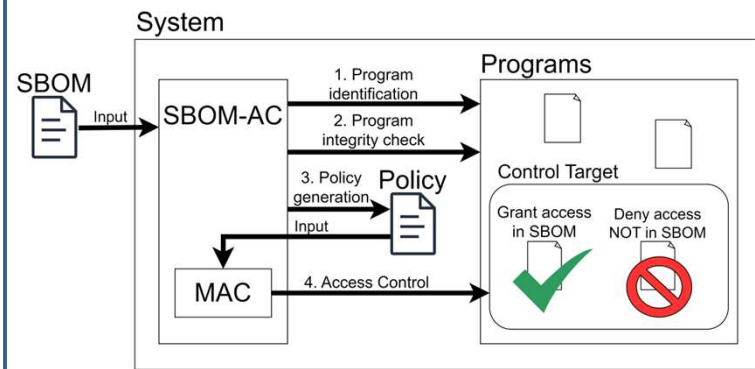 System
SBOM
Input
SBOM-AC
1. Program
identification
2. Program
integrity check
3. Policy
generation
Policy
Input
MAC
4. Access Control
Programs
Control Target
Grant access
in SBOM
Deny access
NOT in SBOM